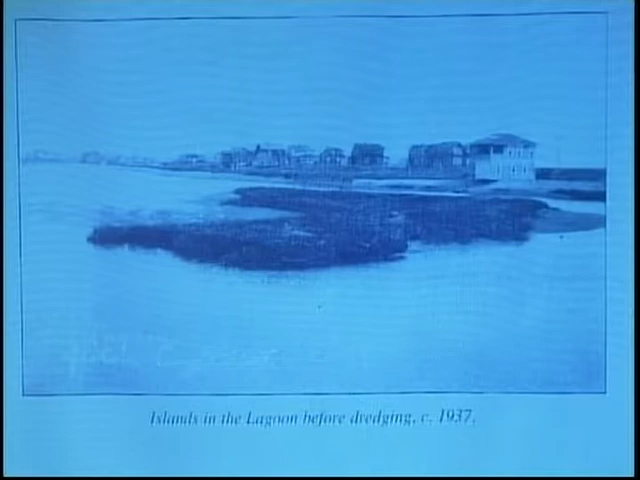 Islands in the Lagoon before dredging, c. 1937.